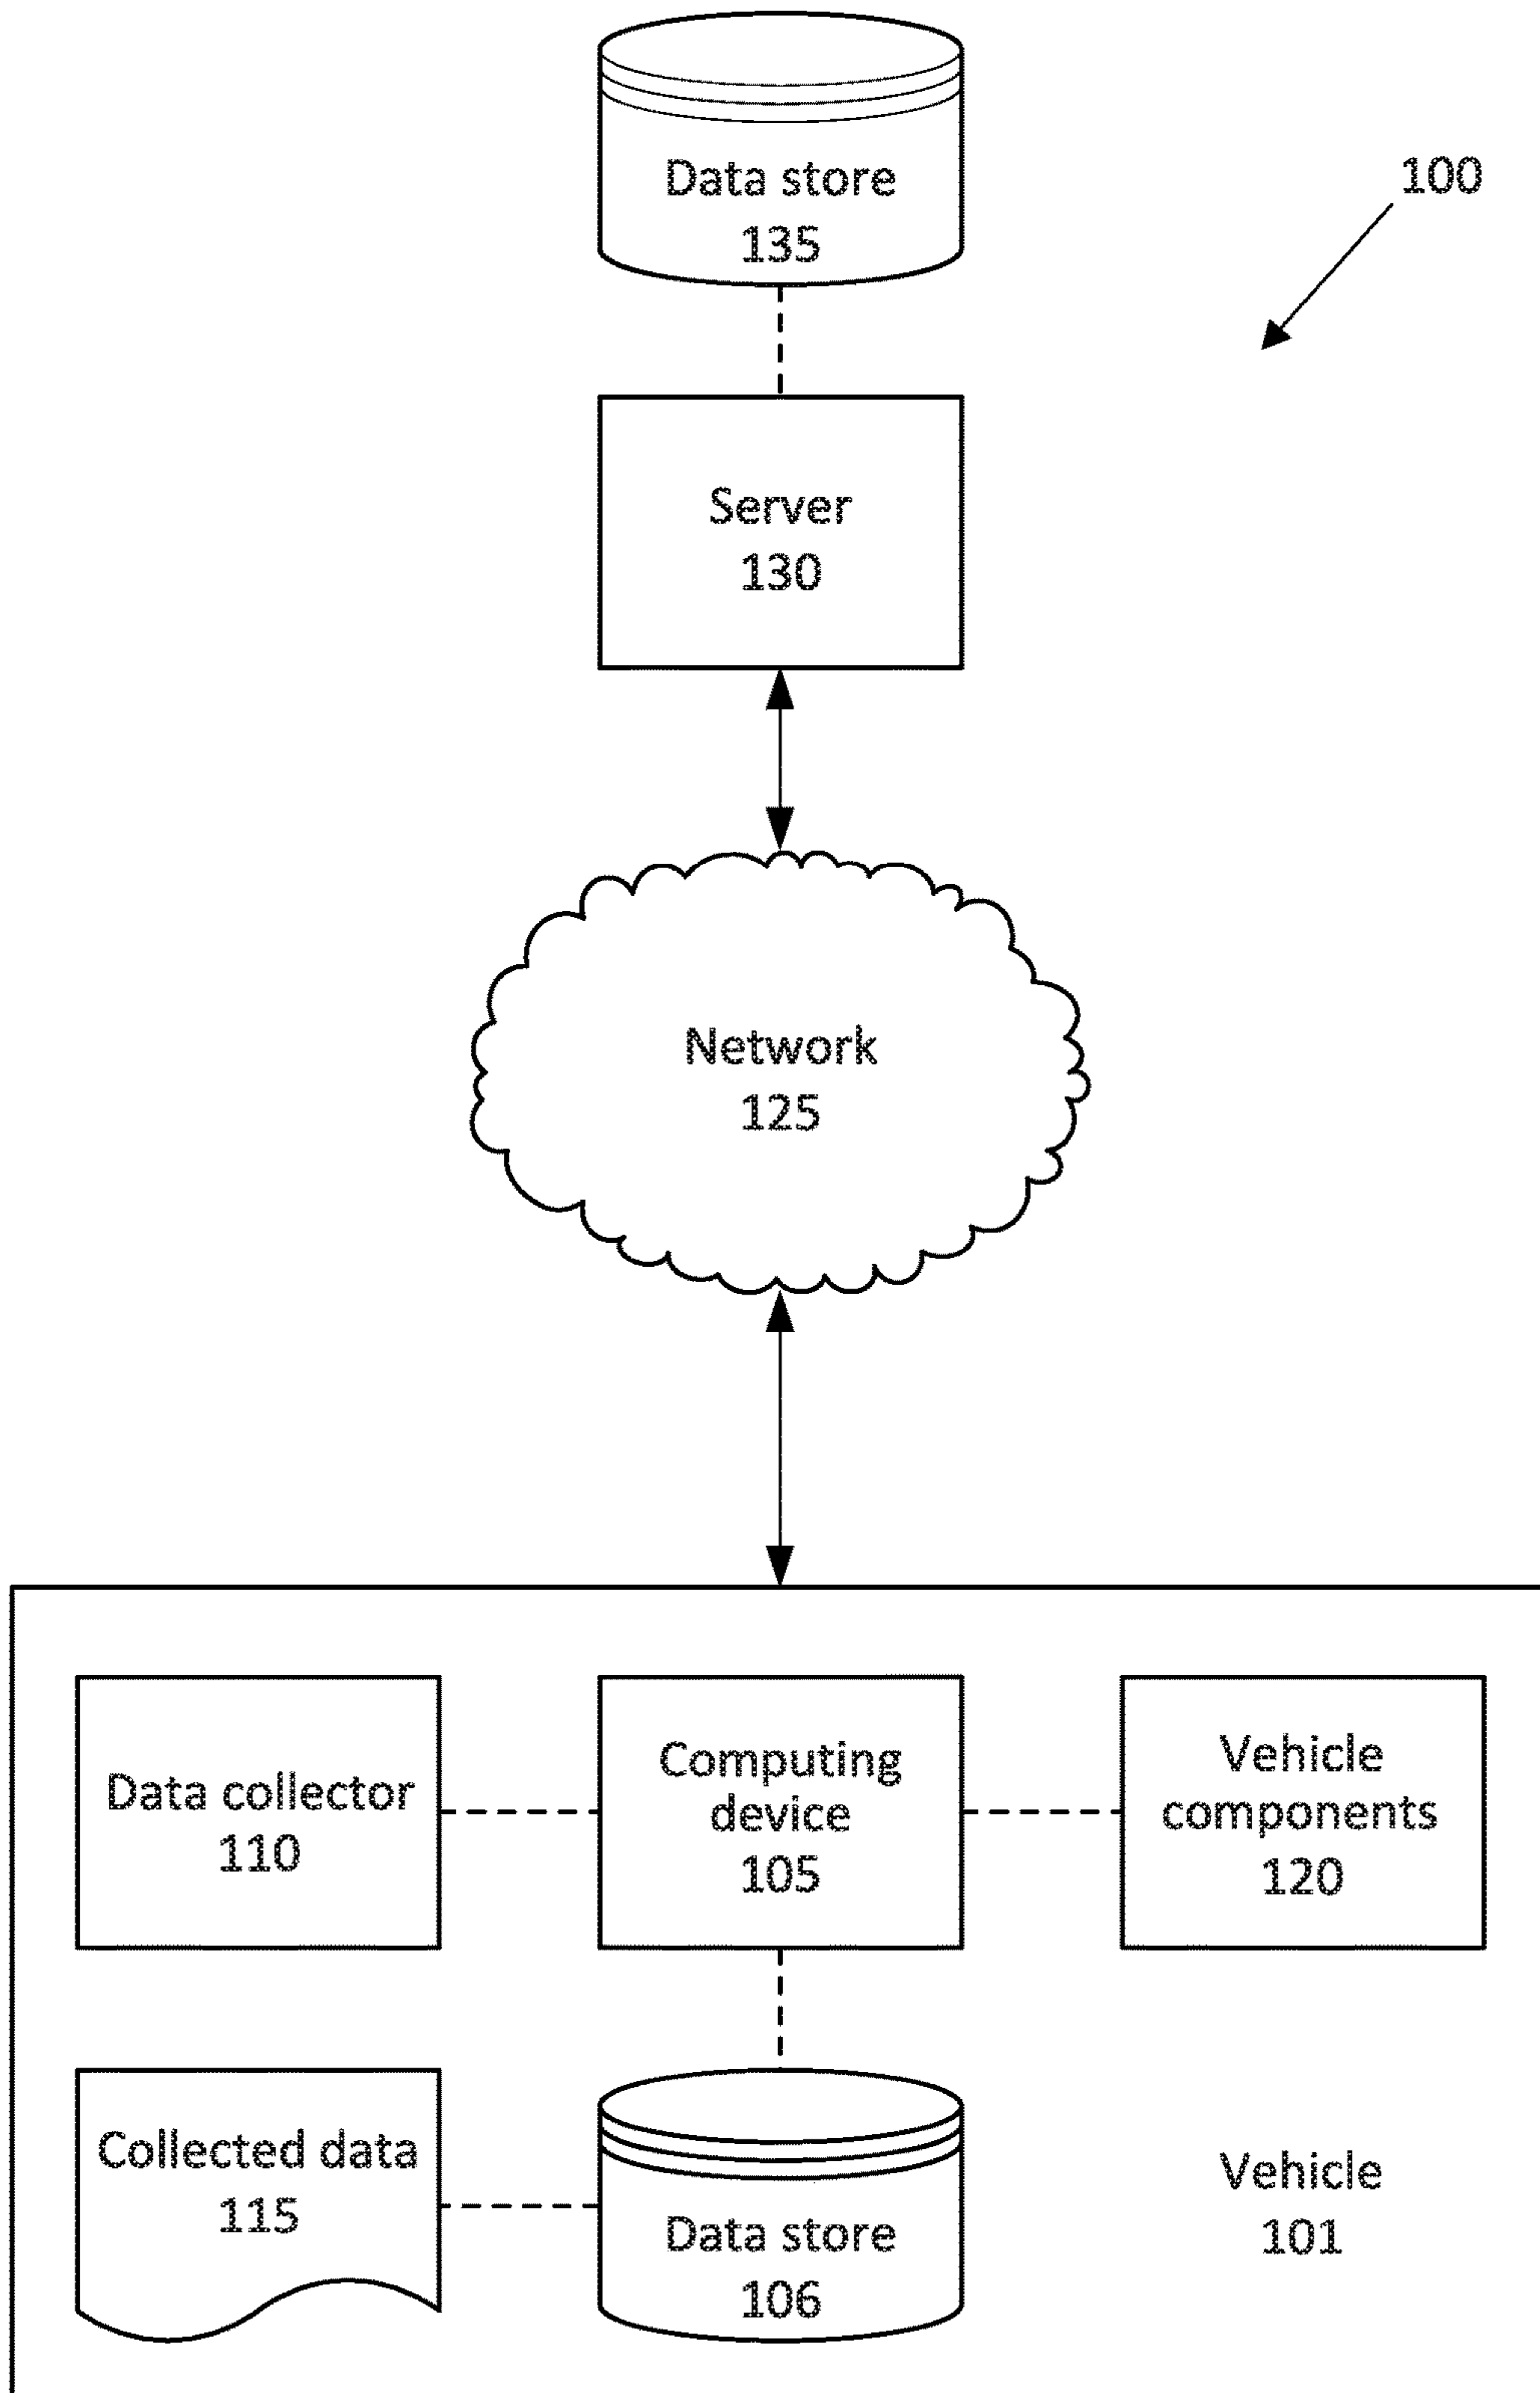 Data store
135
100
Server
130
Network
125
Data collector
110
Computing
device
105
Vehicle
components
120
Collected data
115
Data store
106
Vehicle
101